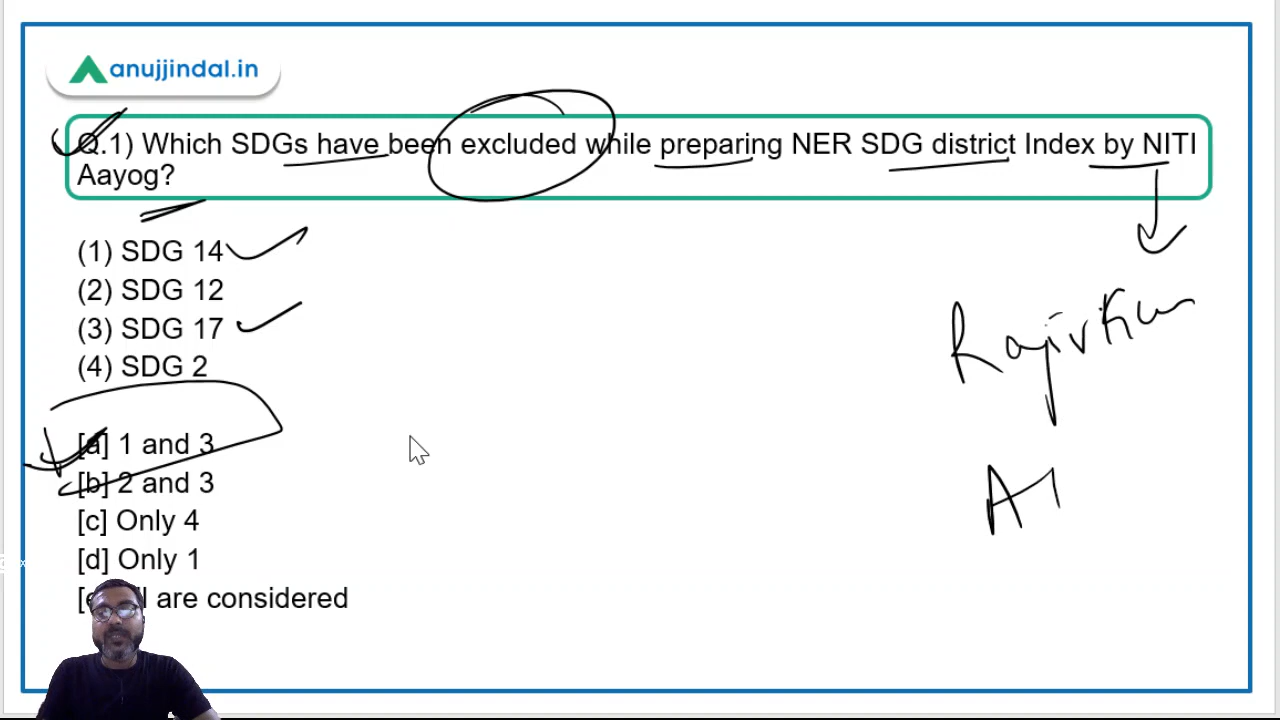 anujjindal.in
Q.1) Which SDGs have been excluded while preparing NER SDG district Index by NITI
Aayog?
(1) SDG 14
(2) SDG 12
(3) SDG 17
(4) SDG 2
[a] 1 and 3
[b] 2 and 3
[c] Only 4
[d] Only 1
are considered
Rajiv